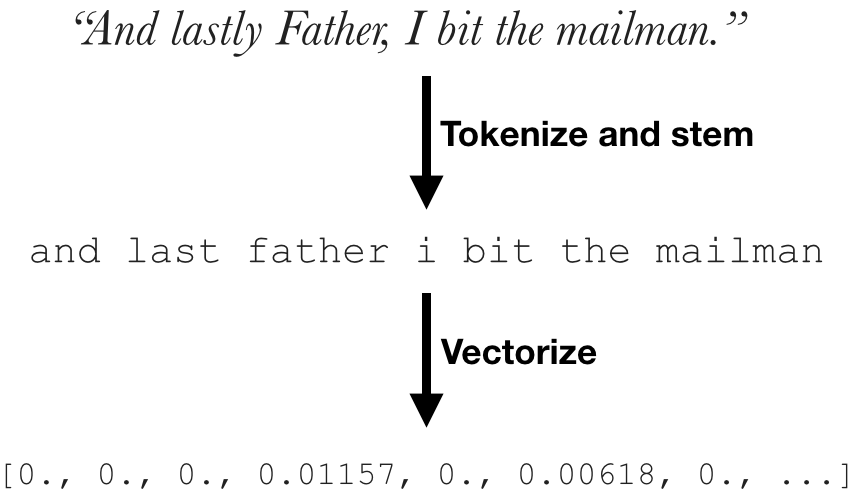 “And lastly Father, I bit the mailman.”
Tokenize and stem
and last father i bit the mailman
Vectorize
[0., 0., 0., 0.01157, 0., 0.00618, 0., ...]